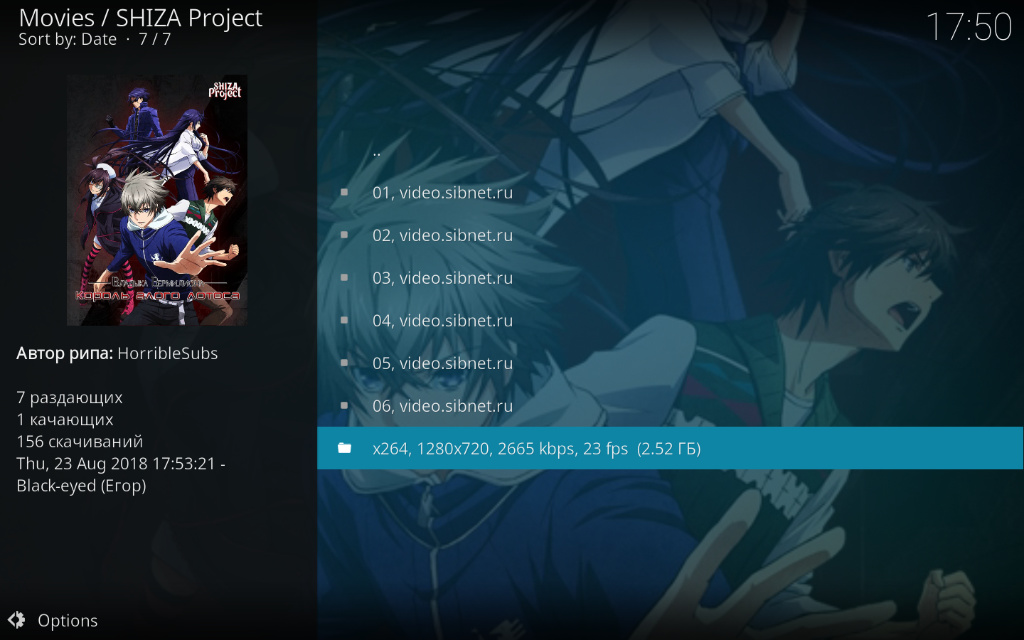 Movies / SHIZA Project
Sort by: Date · 7 / 7
17:50
SHIZA
Project
Владыка Вермилион
Король алого лотоса
Автор рипа: HorribleSubs
7 раздающих
1 качающих
156 скачиваний
Thu, 23 Aug 2018 17:53:21 -
Black-eyed (Егор)
..
01, video.sibnet.ru
02, video.sibnet.ru
03, video.sibnet.ru
04, video.sibnet.ru
05, video.sibnet.ru
06, video.sibnet.ru
x264, 1280x720, 2665 kbps, 23 fps (2.52 ГБ)
Options